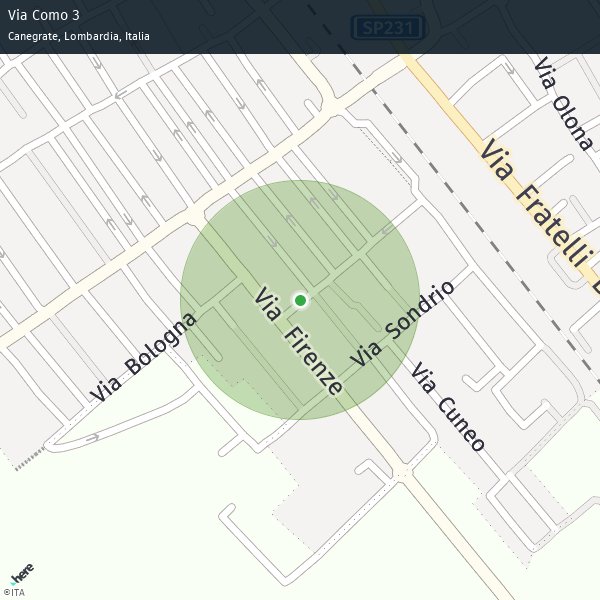 Via Como 3
Canegrate, Lombardia, Italia
SP231
Via Olona
Via Fratelli
Via Bologna
Via Firenze
Via Sondrio
Via Cuneo
here
©ITA